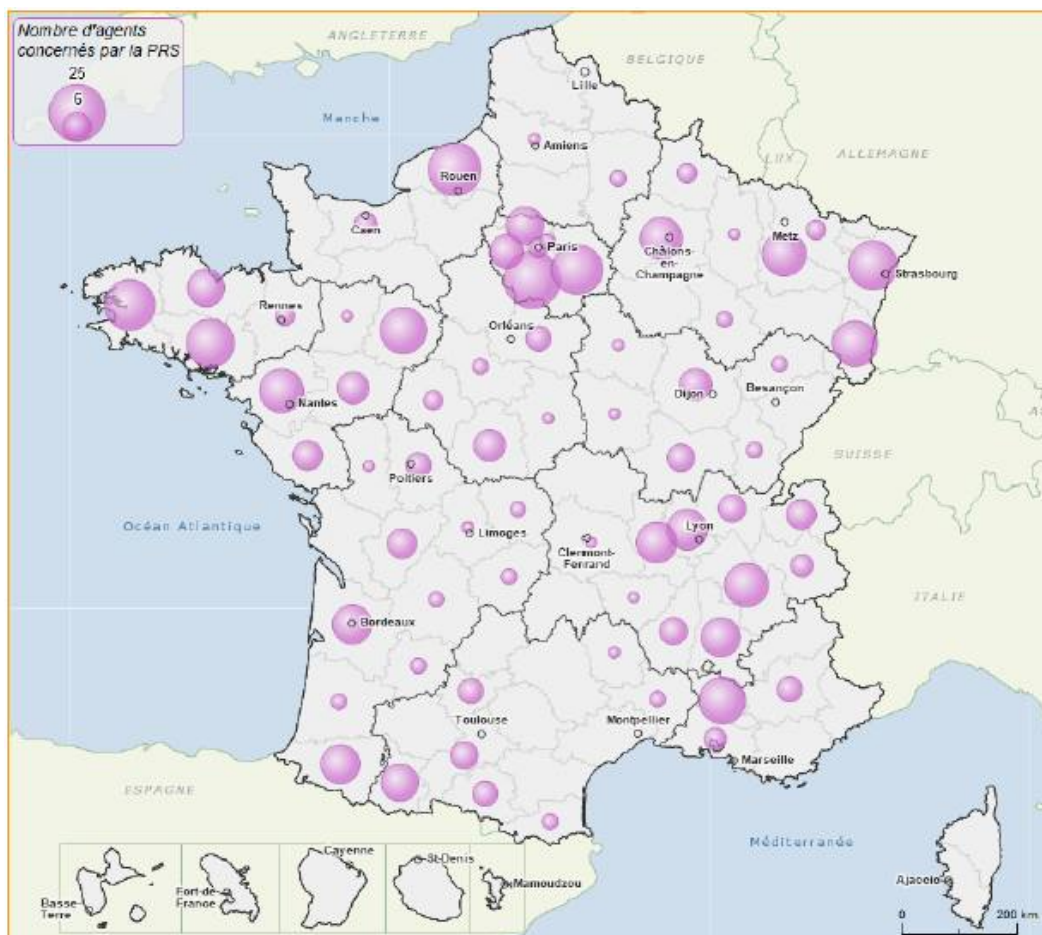 Nombre d'agents
concernés par la PRS
25
6
ANGLETERRE
BELGIQUE
Lille
Manche
Amiens
LUX
ALLEMAGNE
Rouen
Caen
Metz
Paris
Châlons-
en-
Champagne
Strasbourg
Rennes
Orléans
Dijon
Besançon
Nantes
SUISSE
Poitiers
Océan Atlantique
Limoges
Lyon
Clermont-
Ferrand
ITALIE
Bordeaux
Toulouse
Montpellier
Marseille
ESPAGNE
Méditerranée
Cayenne
St-Denis
Mamoudzou
Ajaccio
Basse-
Terre
Fort-de-
France
0
200 km